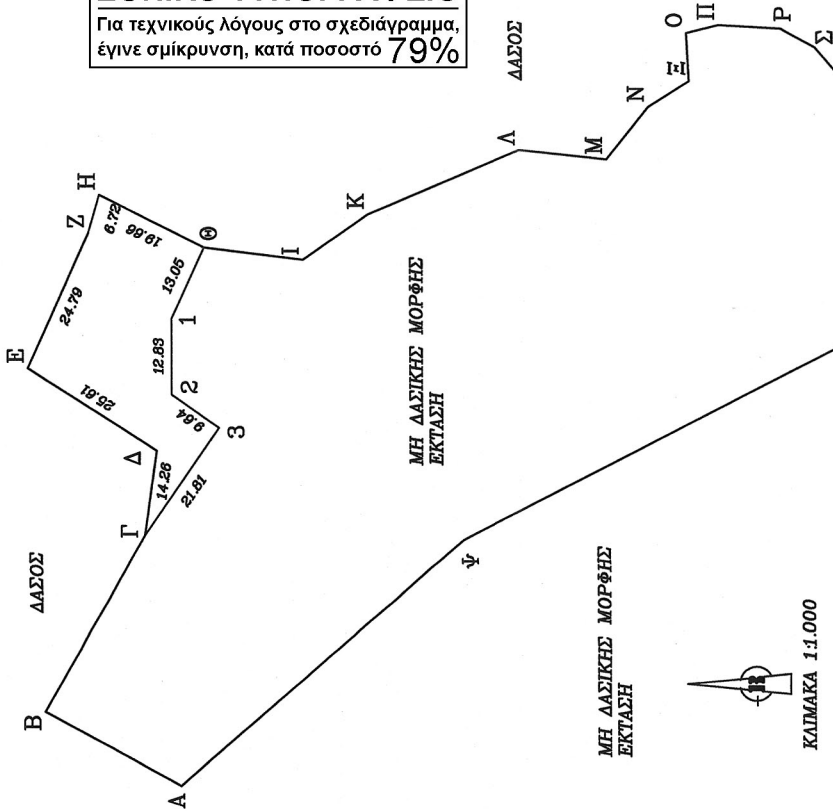 Για τεχνικούς λόγους στο σχεδιάγραμμα,
έγινε σμίκρυνση, κατά ποσοστό 79%
ΔΑΣΟΣ
ΔΑΣΟΣ
Α
Β
Γ
Δ
Ε
Ζ
Η
Θ
Ι
Κ
Λ
Μ
Ν
Ξ
Ο
Π
Ρ
Σ
Ψ
1
2
3
14.26
25.61
24.79
6.72
19.66
13.05
12.83
9.64
21.81
ΜΗ ΔΑΣΙΚΗΣ ΜΟΡΦΗΣ
ΕΚΤΑΣΗ
ΜΗ ΔΑΣΙΚΗΣ ΜΟΡΦΗΣ
ΕΚΤΑΣΗ
ΚΛΙΜΑΚΑ 1:1.000